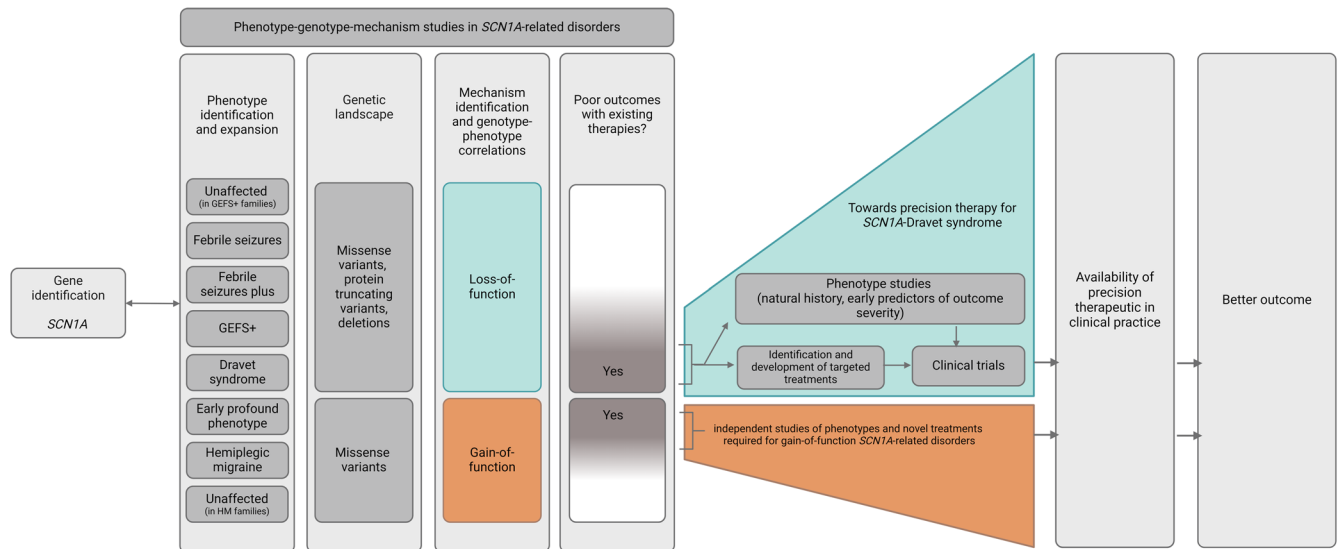 Phenotype-genotype-mechanism studies in SCN1A-related disorders
Gene
identification
SCN1A
Phenotype
identification
and expansion
Unaffected
(in GEFS+ families)
Febrile seizures
Febrile
seizures plus
GEFS+
Dravet
syndrome
Early profound
phenotype
Hemiplegic
migraine
Unaffected
(in HM families)
Genetic
landscape
Missense
variants,
protein
truncating
variants,
deletions
Missense
variants
Mechanism
identification
and genotype-
phenotype
correlations
Loss-of-
function
Gain-of-
function
Poor outcomes
with existing
therapies?
Yes
Yes
Towards precision therapy for
SCN1A-Dravet syndrome
Phenotype studies
(natural history, early predictors of outcome
severity)
Identification and
development of targeted
treatments
Clinical trials
independent studies of phenotypes and novel treatments
required for gain-of-function SCN1A-related disorders
Availability of
precision
therapeutic in
clinical practice
Better outcome